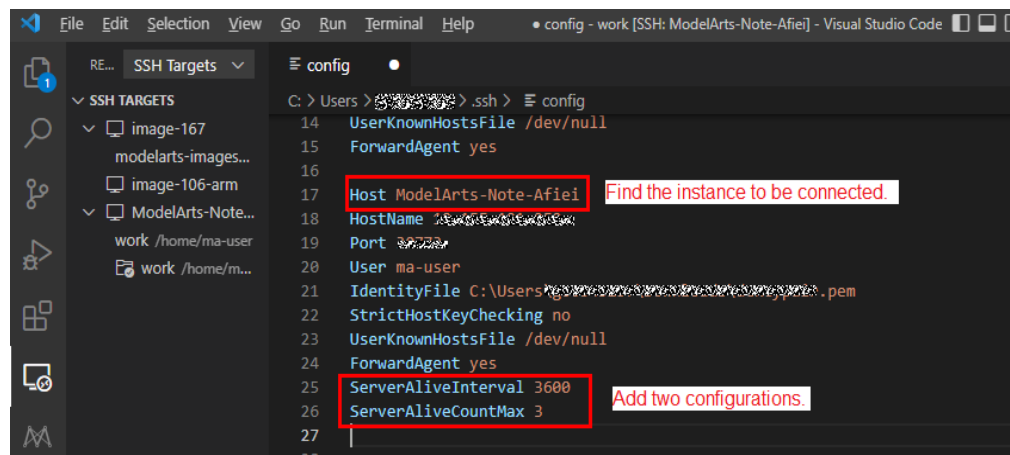 File Edit Selection View Go Run Terminal Help ● config - work [SSH: ModelArts-Note-Afiei] - Visual Studio Code
RE... SSH Targets config
1
SSH TARGETS
C: > Users > > .ssh > config
image-167
modelarts-images...
image-106-arm
ModelArts-Note...
work /home/ma-user
work /home/m...
14 UserKnownHostsFile /dev/null
15 ForwardAgent yes
16
17 Host ModelArts-Note-Afiei Find the instance to be connected.
18 HostName
19 Port
20 User ma-user
21 IdentityFile C:\Users\ .pem
22 StrictHostKeyChecking no
23 UserKnownHostsFile /dev/null
24 ForwardAgent yes
25 ServerAliveInterval 3600
26 ServerAliveCountMax 3
Add two configurations.
27